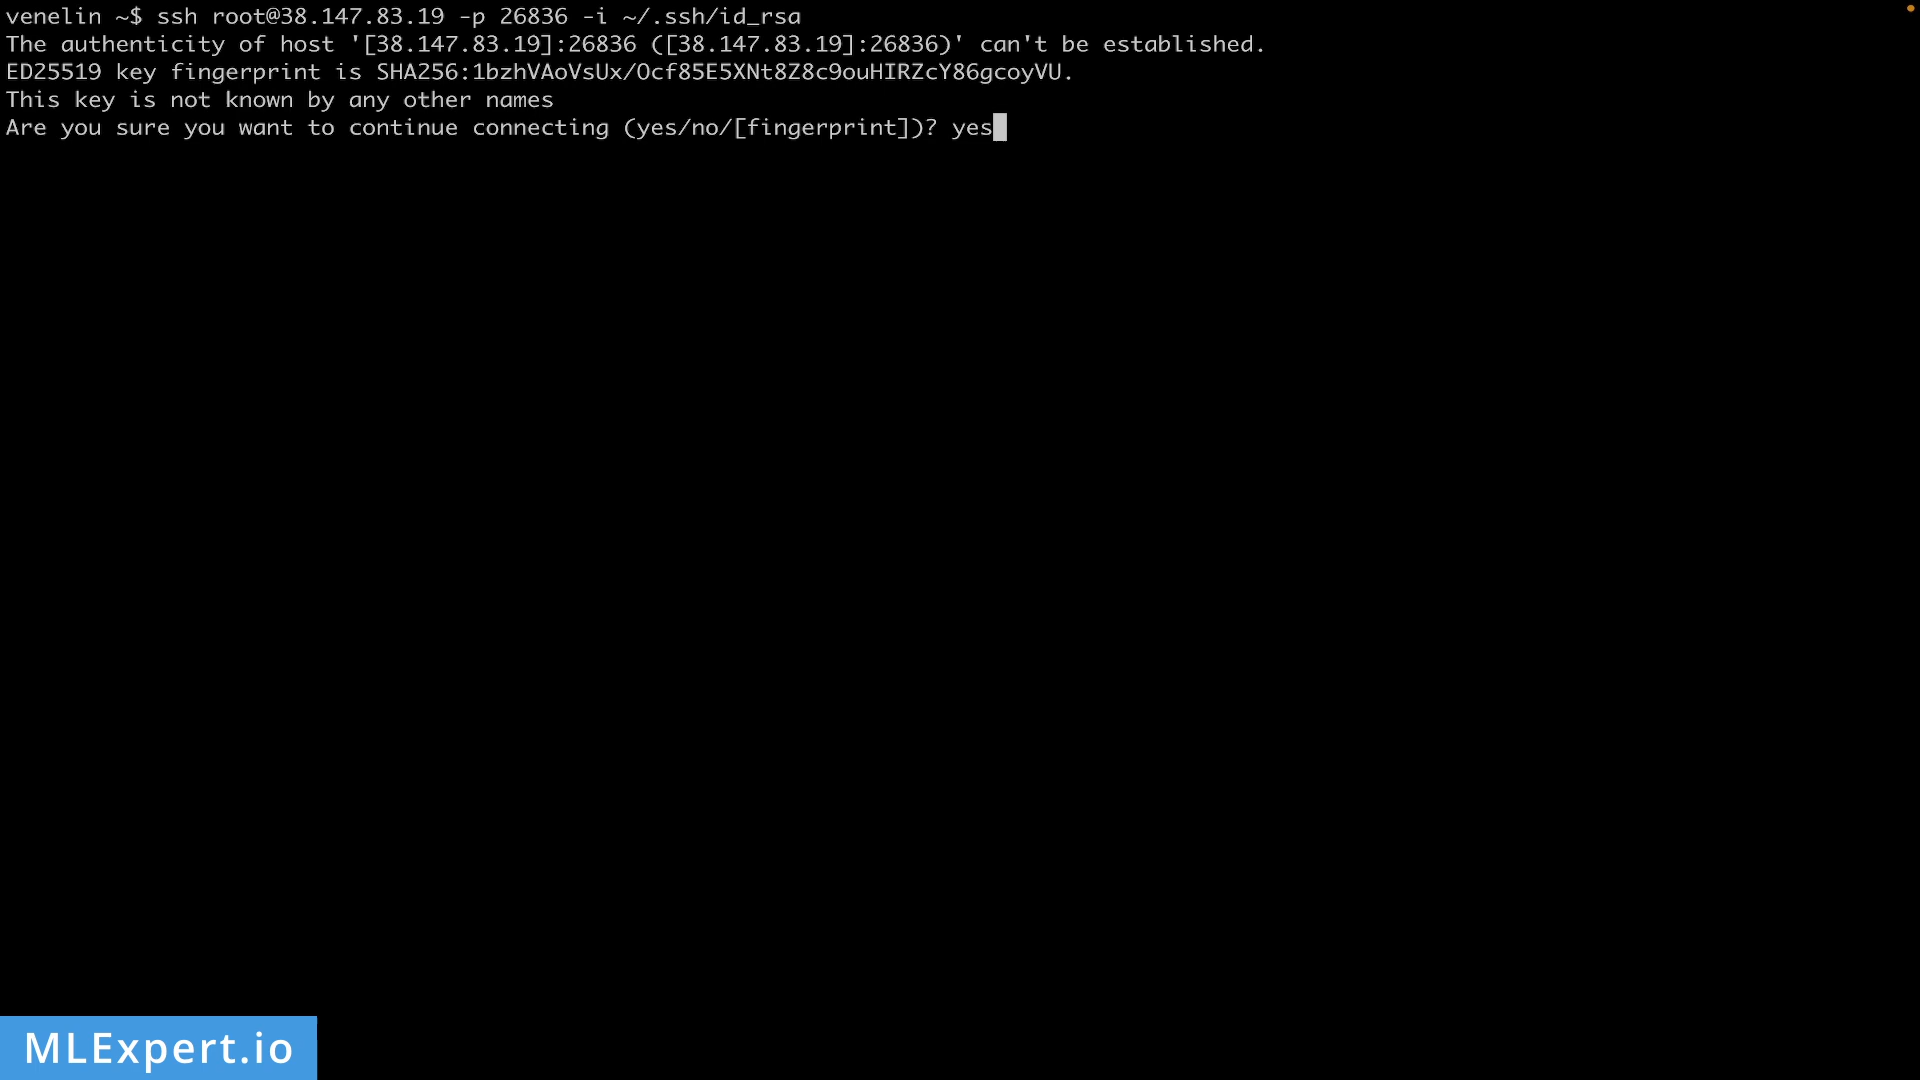 venelin ~$ ssh root@38.147.83.19 -p 26836 -i ~/.ssh/id_rsa
The authenticity of host '[38.147.83.19]:26836 ([38.147.83.19]:26836)' can't be established.
ED25519 key fingerprint is SHA256:1bzhVAoVsUx/Ocf85E5XNt8Z8c9ouHIRZcY86gcoyVU.
This key is not known by any other names
Are you sure you want to continue connecting (yes/no/[fingerprint])? yes
MLExpert.io